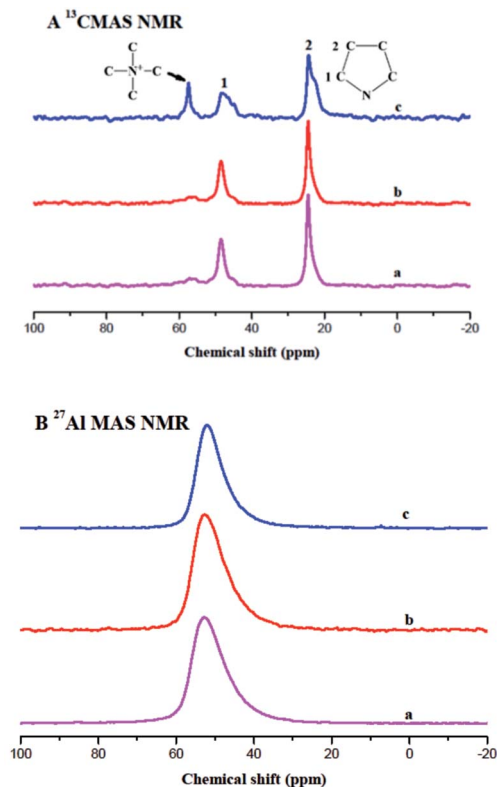 A ¹³CMAS NMR
C
C—N⁺—C
C
1
2
2 C C
1 C C
N
c
b
a
100 80 60 40 20 0 -20
Chemical shift (ppm)
B ²⁷Al MAS NMR
c
b
a
100 80 60 40 20 0 -20
Chemical shift (ppm)